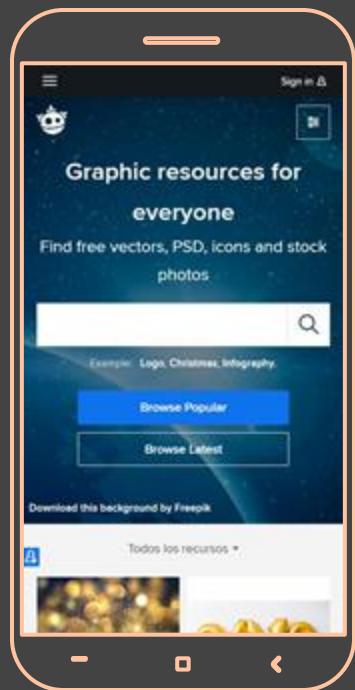 Sign in
Graphic resources for
everyone
Find free vectors, PSD, icons and stock
photos
Example: Logo, Christmas, Infography.
Browse Popular
Browse Latest
Download this background by Freepik
Todos los recursos